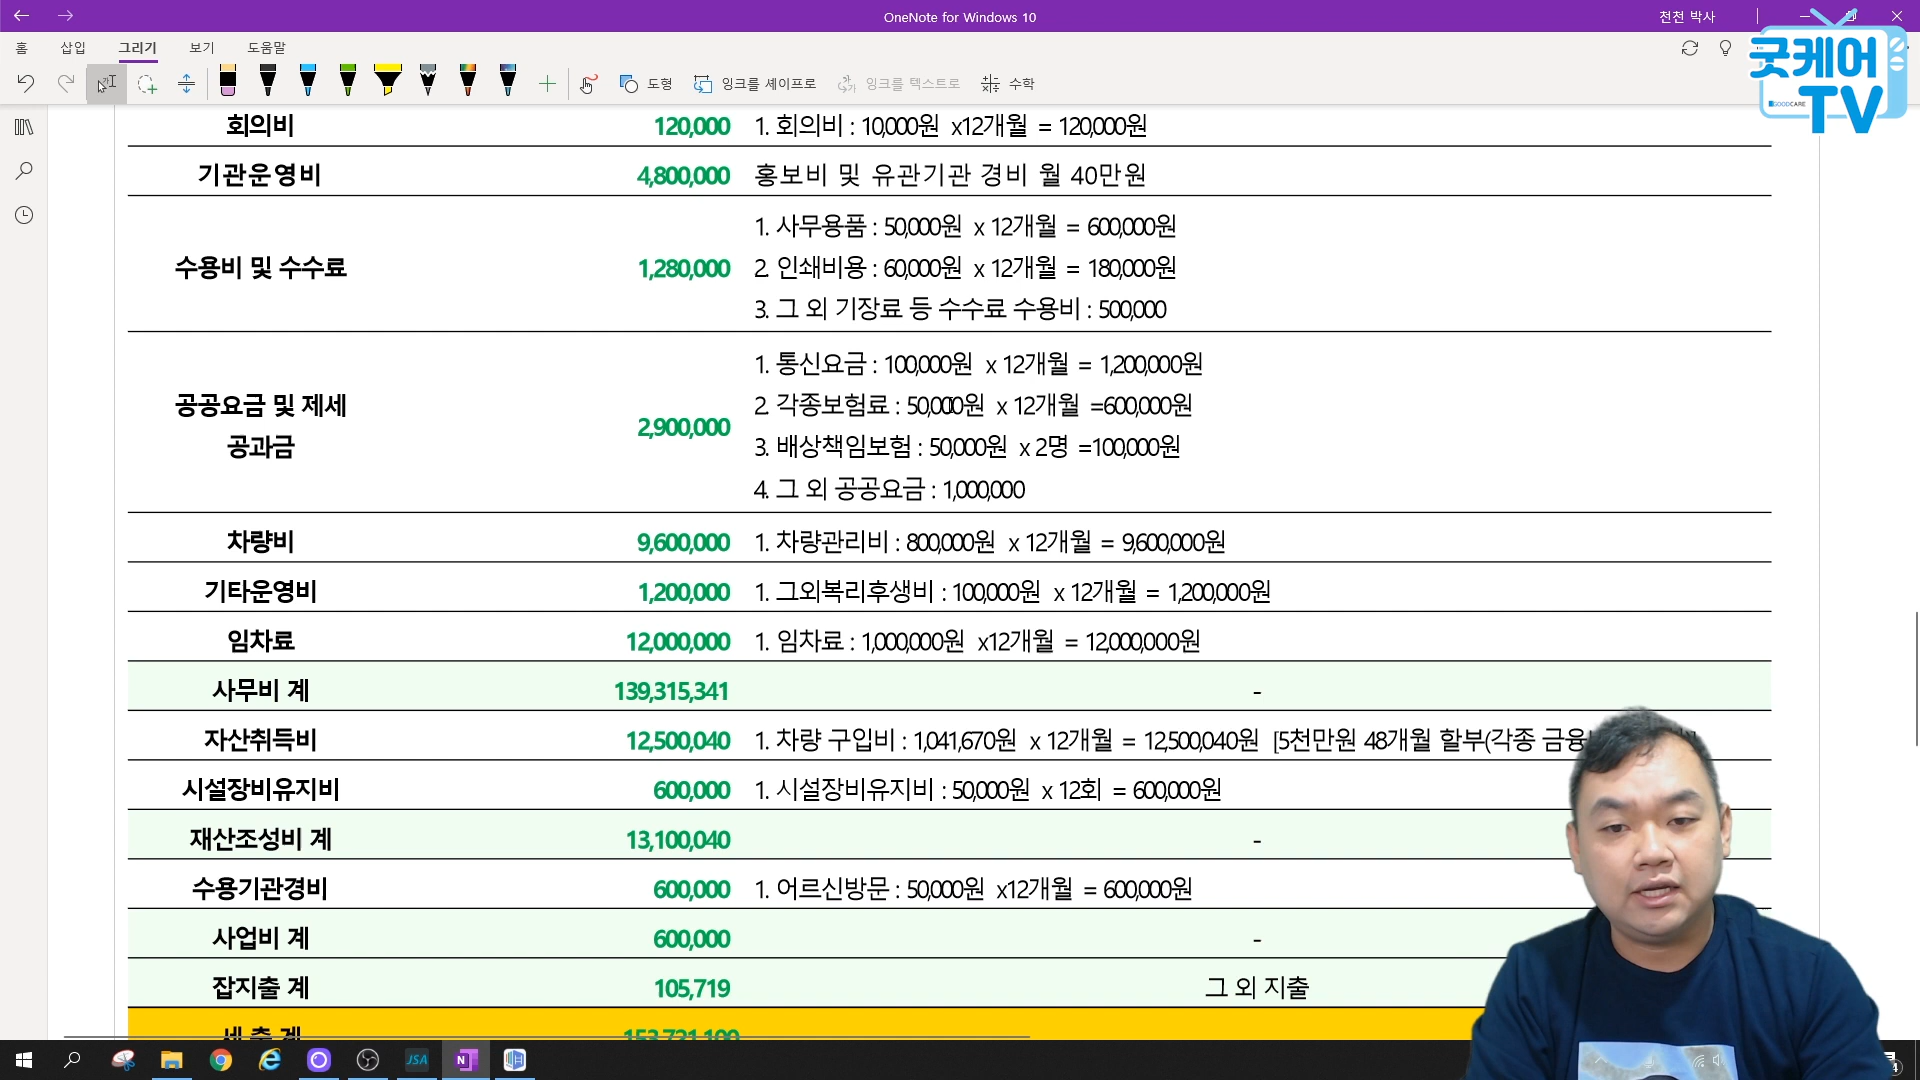 OneNote for Windows 10
천천 박사
홈 삽입 그리기 보기 도움말
도형 잉크를 셰이프로 잉크를 텍스트로 수학
굿케어
GOODCARE
TV
회의비 120,000 1. 회의비 : 10,000원 x12개월 = 120,000원
기관운영비 4,800,000 홍보비 및 유관기관 경비 월 40만원
1. 사무용품 : 50,000원 x 12개월 = 600,000원
수용비 및 수수료 1,280,000 2. 인쇄비용 : 60,000원 x 12개월 = 180,000원
3. 그 외 기장료 등 수수료 수용비 : 500,000
1. 통신요금 : 100,000원 x 12개월 = 1,200,000원
공공요금 및 제세 2. 각종보험료 : 50,000원 x 12개월 =600,000원
공과금 2,900,000 3. 배상책임보험 : 50,000원 x 2명 =100,000원
4. 그 외 공공요금 : 1,000,000
차량비 9,600,000 1. 차량관리비 : 800,000원 x 12개월 = 9,600,000원
기타운영비 1,200,000 1. 그외복리후생비 : 100,000원 x 12개월 = 1,200,000원
임차료 12,000,000 1. 임차료 : 1,000,000원 x12개월 = 12,000,000원
사무비 계 139,315,341 -
자산취득비 12,500,040 1. 차량 구입비 : 1,041,670원 x 12개월 = 12,500,040원 [5천만원 48개월 할부(각종
시설장비유지비 600,000 1. 시설장비유지비 : 50,000원 x 12회 = 600,000원
재산조성비 계 13,100,040 -
수용기관경비 600,000 1. 어르신방문 : 50,000원 x12개월 = 600,000원
사업비 계 600,000 -
잡지출 계 105,719 그 외 지출
세 출 계 153,721,100
JSA